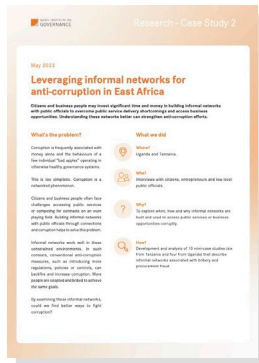 BASEL INSTITUTE ON
GOVERNANCE
Research - Case Study 2
May 2023
Leveraging informal networks for
anti-corruption in East Africa
Citizens and business people may invest significant time and money in building informal networks
with public officials to overcome public service delivery shortcomings and access business
opportunities. Understanding these networks better can strengthen anti-corruption efforts.
What's the problem?
Corruption is frequently associated with
money alone and the behaviours of a
few individual "bad apples" operating in
otherwise healthy governance systems.
This is too simplistic. Corruption is a
networked phenomenon.
Citizens and business people often face
challenges accessing public services
or competing for contracts on an even
playing field. Building informal networks
with public officials through connections
and corruption helps to solve the problem.
Informal networks work well in these
constrained environments. In such
contexts, conventional anti-corruption
measures, such as introducing more
regulations, policies or controls, can
backfire and increase corruption. More
people are enabled and linked to achieve
the same goals.
By examining these informal networks,
could we find better ways to fight
corruption?
What we did
Where?
Uganda and Tanzania.
Who?
Interviews with citizens, entrepreneurs and low level
public officials.
?
Why?
To explore what, how and why informal networks are
built and used to access public services or business
opportunities corruptly.
How?
Development and analysis of 10 mini-case studies (six
from Tanzania and four from Uganda) that describe
informal networks associated with bribery and
procurement fraud.